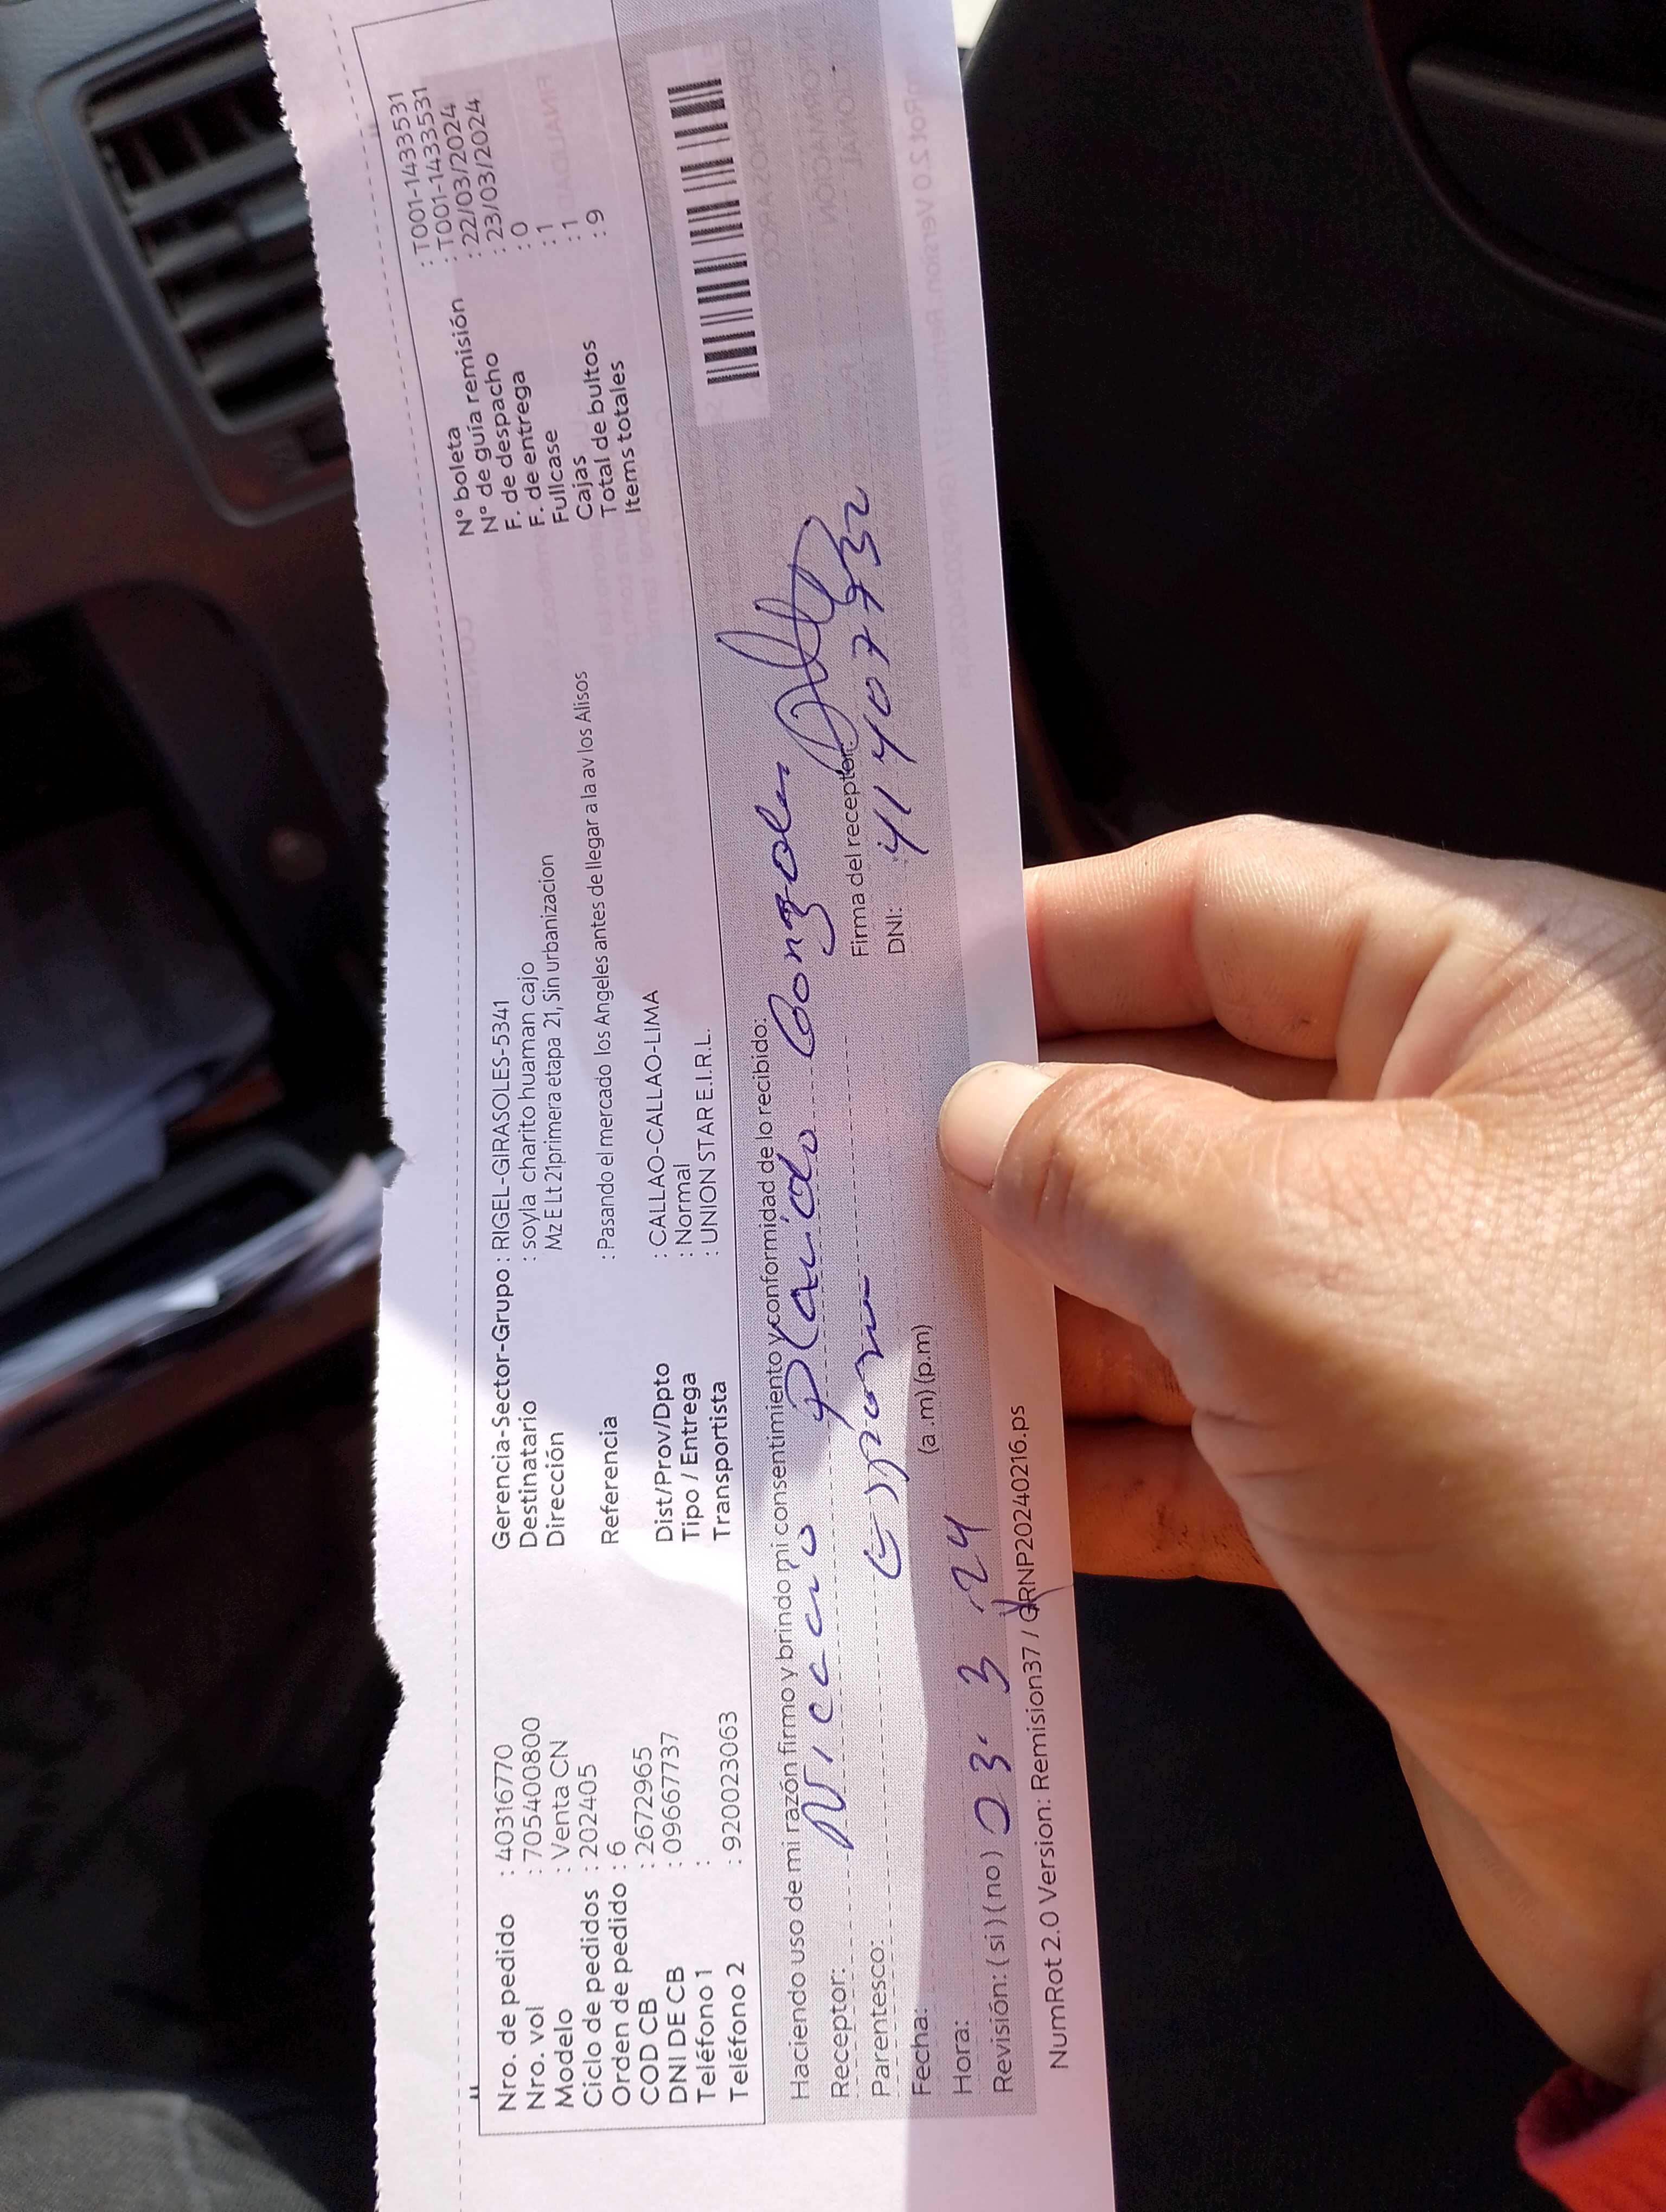 Nro. de pedido : 40316770
Nro. vol : 705400800
Modelo : Venta CN
Ciclo de pedidos : 202405
Orden de pedido : 6
COD CB : 2672965
DNI DE CB : 09667737
Teléfono 1 :
Teléfono 2 : 920023063
Gerencia-Sector-Grupo : RIGEL-GIRASOLES-5341
Destinatario : soyla charito huaman cajo
Dirección Mz E Lt 21primera etapa 21, Sin urbanizacion
Referencia : Pasando el mercado los Angeles antes de llegar a la av los Alisos
Dist/Prov/Dpto : CALLAO-CALLAO-LIMA
Tipo / Entrega : Normal
Transportista : UNION STAR E.I.R.L.
Nº boleta : T001-1433531
Nº de guía remisión : T001-1433531
F. de despacho : 22/03/2024
F. de entrega : 23/03/2024
Fullcase : 0
Cajas : 1
Total de bultos : 1
Items totales : 9
Haciendo uso de mi razón firmo y brindo mi consentimiento y conformidad de lo recibido:
Receptor: Placido
Parentesco:
Firma del receptor:
Fecha: (a .m) (p.m)
DNI:
Hora:
Revisión: ( si ) ( no ) 3 24
NumRot 2.0 Version: Remision37 / GRNP20240216.ps